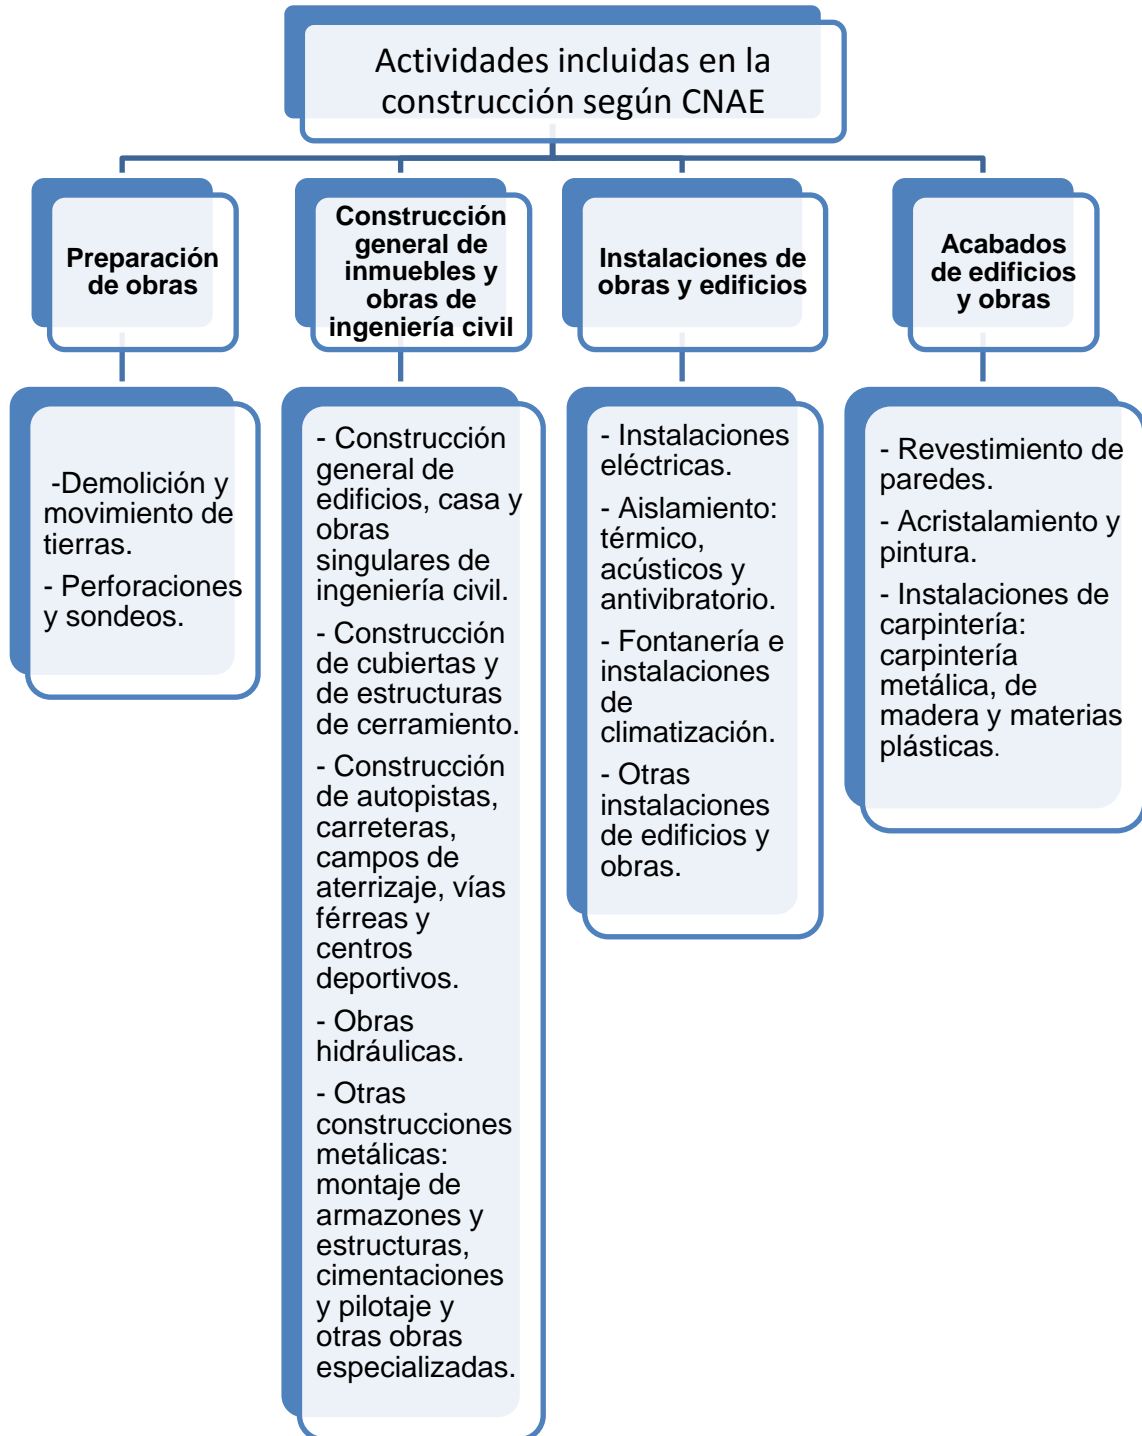 Actividades incluidas en la
construcción según CNAE
Preparación
de obras
Construcción
general de
inmuebles y
obras de
ingeniería civil
Instalaciones de
obras y edificios
Acabados
de edificios
y obras
-Demolición y
movimiento de
tierras.
- Perforaciones
y sondeos.
- Construcción
general de
edificios, casa y
obras
singulares de
ingeniería civil.
- Construcción
de cubiertas y
de estructuras
de cerramiento.
- Construcción
de autopistas,
carreteras,
campos de
aterrizaje, vías
férreas y
centros
deportivos.
- Obras
hidráulicas.
- Otras
construcciones
metálicas:
montaje de
armazones y
estructuras,
cimentaciones
y pilotaje y
otras obras
especializadas.
- Instalaciones
eléctricas.
- Aislamiento:
térmico,
acústicos y
antivibratorio.
- Fontanería e
instalaciones
de
climatización.
- Otras
instalaciones
de edificios y
obras.
- Revestimiento de
paredes.
- Acristalamiento y
pintura.
- Instalaciones de
carpintería:
carpintería
metálica, de
madera y materias
plásticas.